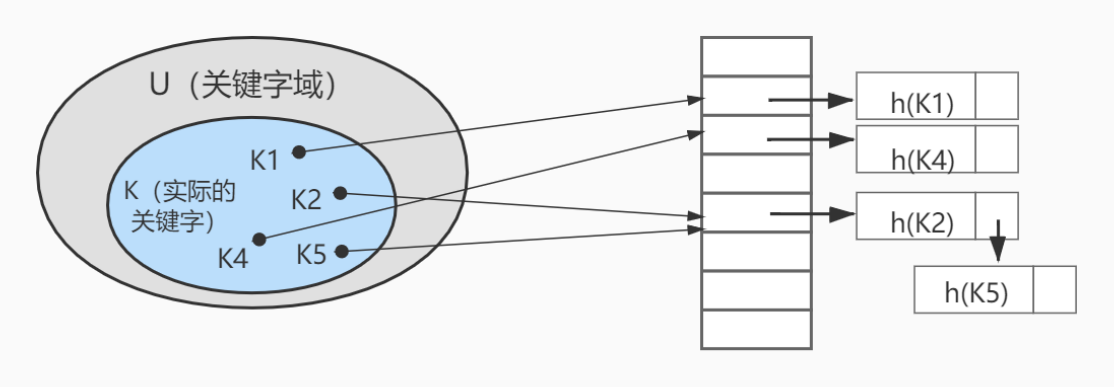 U（关键字域）
K1
K（实际的
关键字）
K2
K4
K5
h(K1)
h(K4)
h(K2)
h(K5)